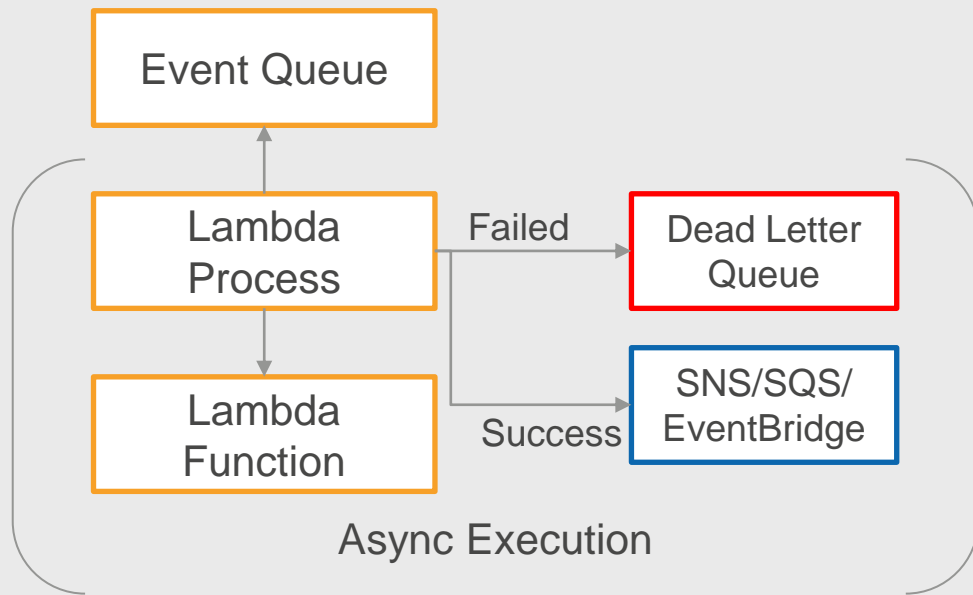 Event Queue
Lambda
Process
Failed
Dead Letter
Queue
Lambda
Function
Success
SNS/SQS/
EventBridge
Async Execution